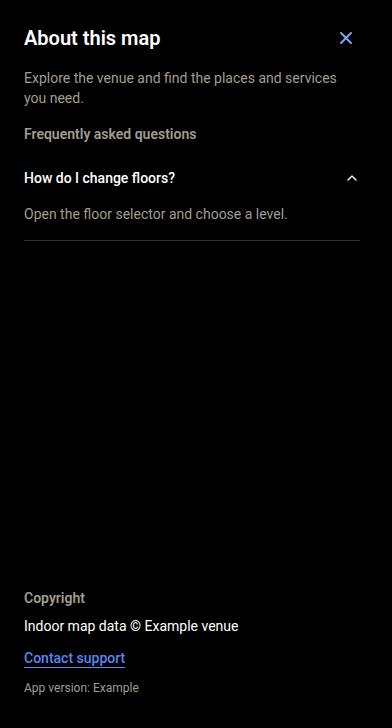 About this map
Explore the venue and find the places and services
you need.
Frequently asked questions
How do I change floors?
Open the floor selector and choose a level.
Copyright
Indoor map data © Example venue
Contact support
App version: Example